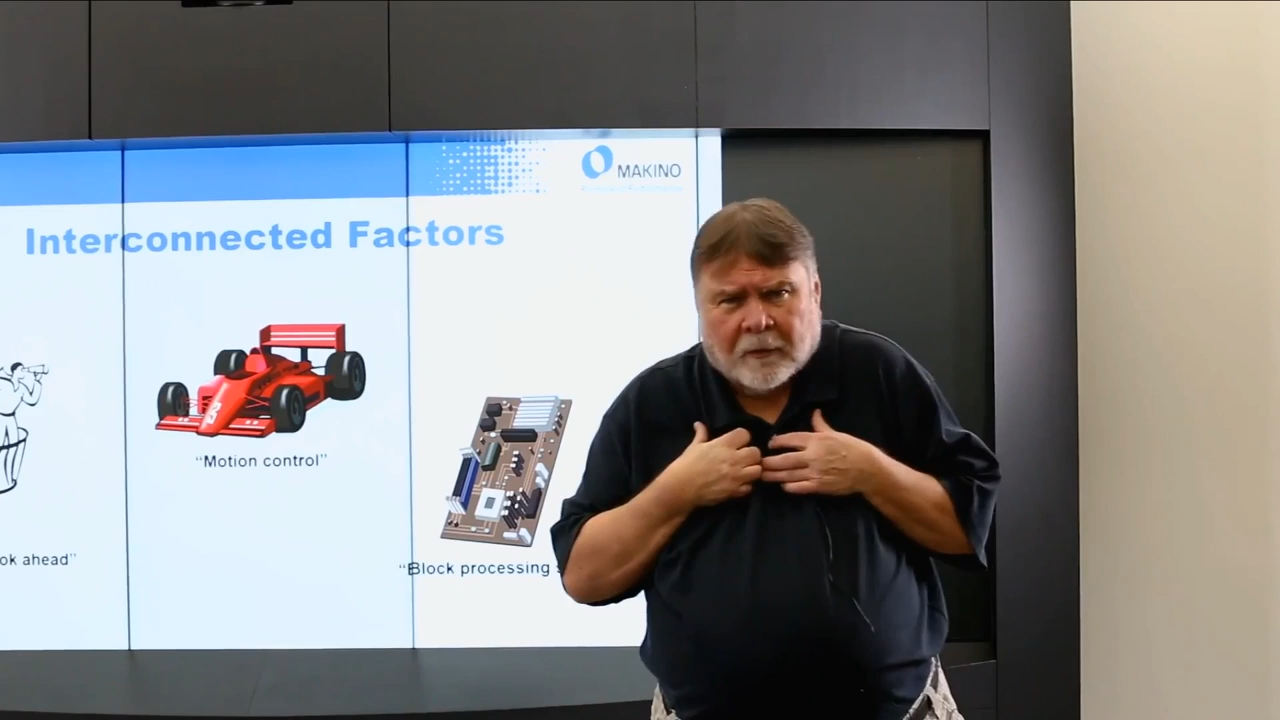 MAKINO
Interconnected Factors
“Motion control”
ok ahead”
“Block processing